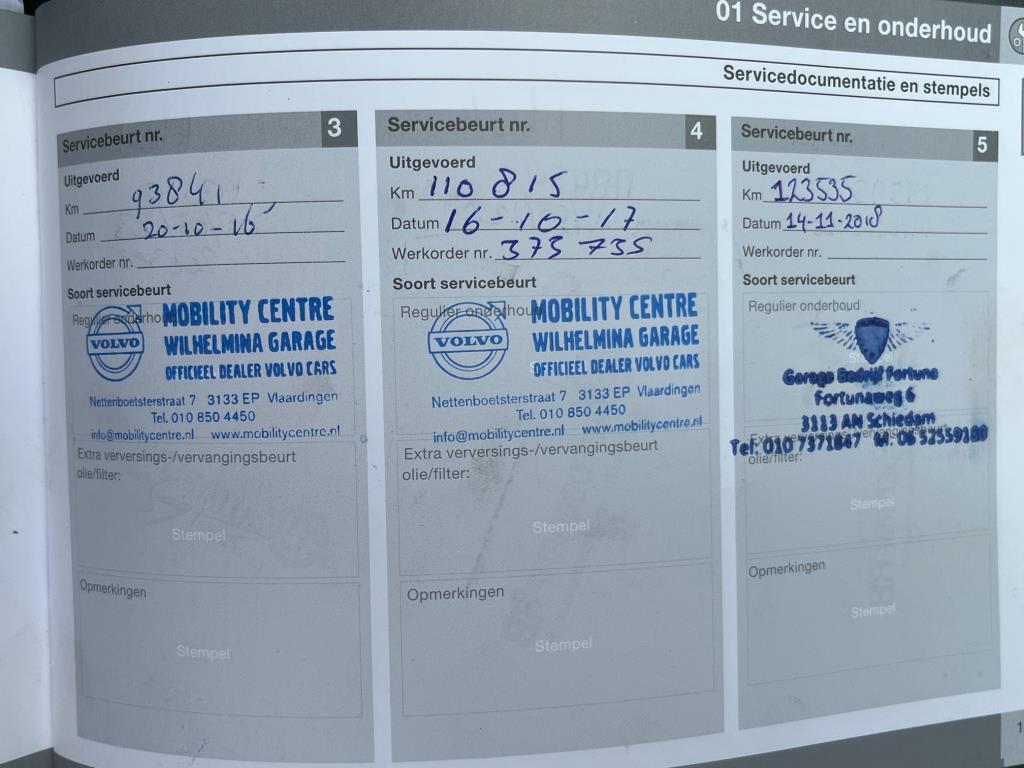 01 Service en onderhoud
Servicedocumentatie en stempels
Servicebeurt nr. 3
Uitgevoerd
Km 93841
Datum 20-10-16
Werkorder nr.
Soort servicebeurt
Regulier onderhoud
VOLVO
MOBILITY CENTRE
WILHELMINA GARAGE
OFFICIEEL DEALER VOLVO CARS
Nettenboetsterstraat 7 3133 EP Vlaardingen
Tel. 010 850 4450
info@mobilitycentre.nl www.mobilitycentre.nl
Extra verversings-/vervangingsbeurt
olie/filter:
Stempel
Opmerkingen
Stempel
Servicebeurt nr. 4
Uitgevoerd
Km 110 815
Datum 16-10-17
Werkorder nr. 373 735
Soort servicebeurt
Regulier onderhoud
VOLVO
MOBILITY CENTRE
WILHELMINA GARAGE
OFFICIEEL DEALER VOLVO CARS
Nettenboetsterstraat 7 3133 EP Vlaardingen
Tel. 010 850 4450
info@mobilitycentre.nl www.mobilitycentre.nl
Extra verversings-/vervangingsbeurt
olie/filter:
Stempel
Opmerkingen
Stempel
Servicebeurt nr. 5
Uitgevoerd
Km 123535
Datum 14-11-2018
Werkorder nr.
Soort servicebeurt
Regulier onderhoud
Garage Bedrijf Fortuna
Fortunaweg 6
3113 AN Schiedam
Tel: 010 7371847 M: 06 52559180
olie/filter:
Stempel
Opmerkingen
Stempel
1